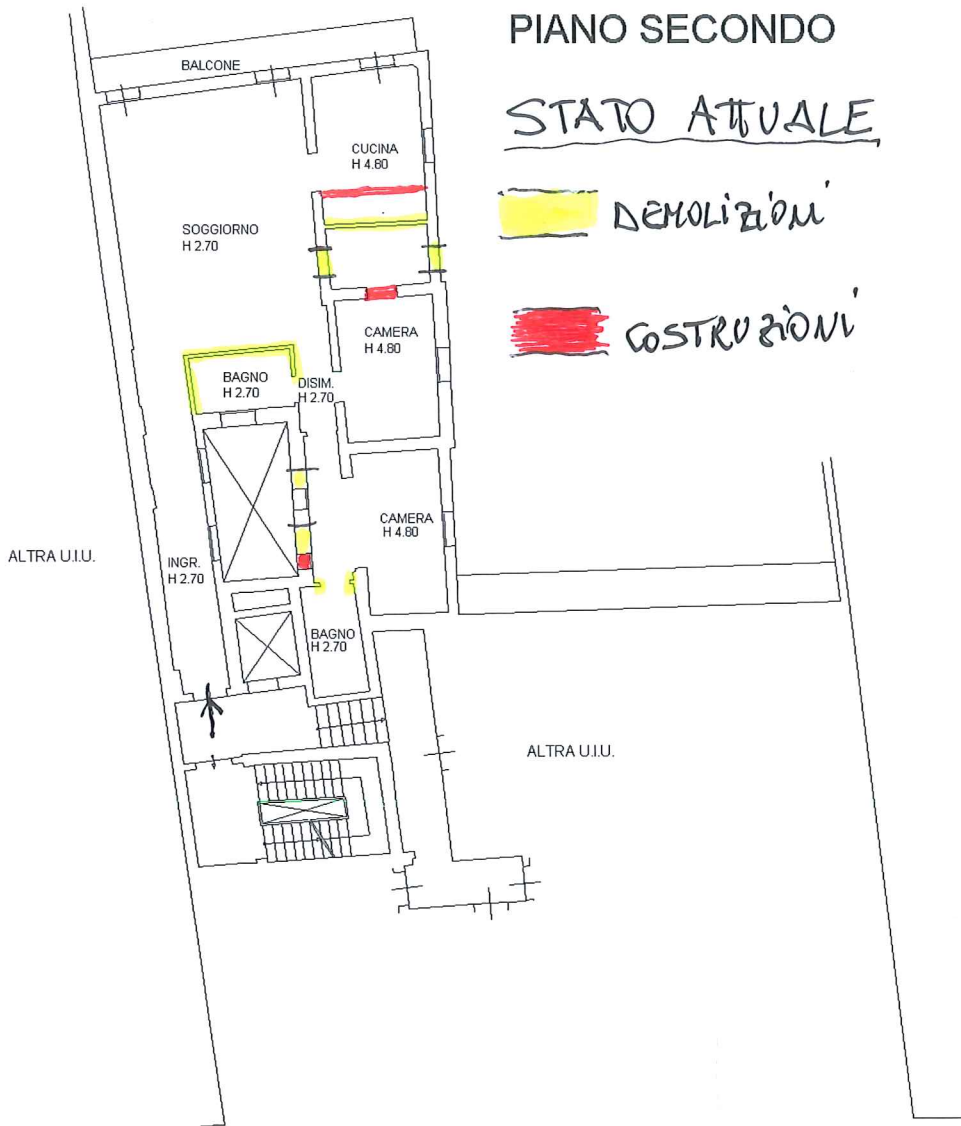 PIANO SECONDO
BALCONE
STATO ATTUALE
CUCINA
H 4.80
DEMOLIZIONI
SOGGIORNO
H 2.70
COSTRUZIONI
CAMERA
H 4.80
BAGNO
H 2.70
DISIM.
H 2.70
CAMERA
H 4.80
ALTRA U.I.U.
INGR.
H 2.70
BAGNO
H 2.70
ALTRA U.I.U.